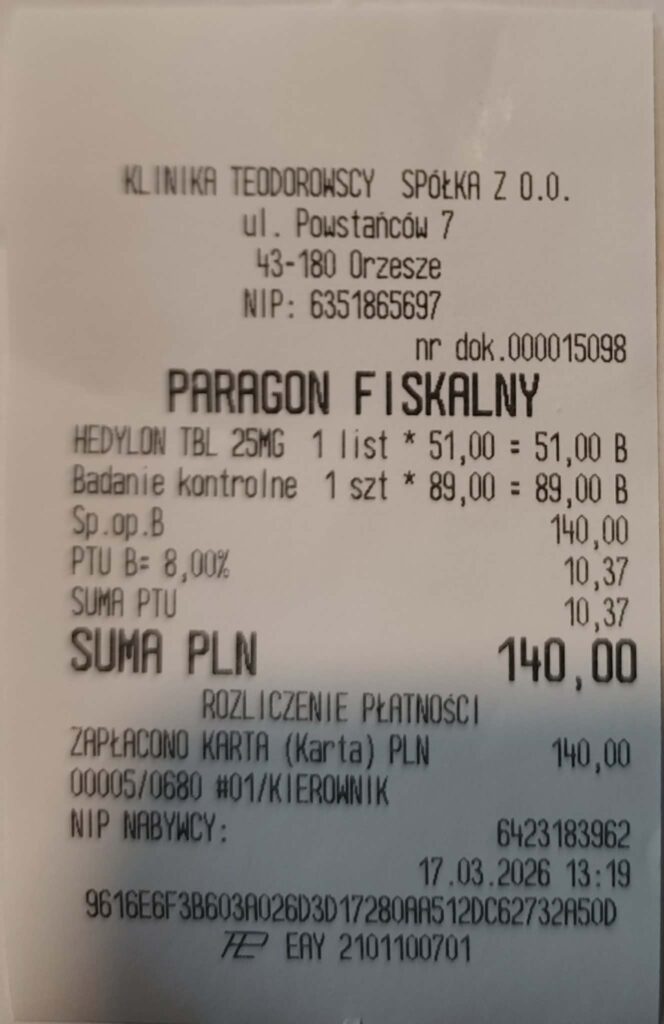 KLINIKA TEODOROWSCY SPÓŁKA Z O.O.
ul. Powstańców 7
43-180 Orzesze
NIP: 6351865697
nr dok.000015098
PARAGON FISKALNY
HEDYLON TBL 25MG 1 list * 51,00 = 51,00 B
Badanie kontrolne 1 szt * 89,00 = 89,00 B
Sp.op.B 140,00
PTU B= 8,00% 10,37
SUMA PTU 10,37
SUMA PLN 140,00
ROZLICZENIE PŁATNOŚCI
ZAPŁACONO KARTA (Karta) PLN 140,00
00005/0680 #01/KIEROWNIK
NIP NABYWCY: 6423183962
17.03.2026 13:19
9616E6F3B603A026D3D17280AA512DC62732A50D
EAY 2101100701